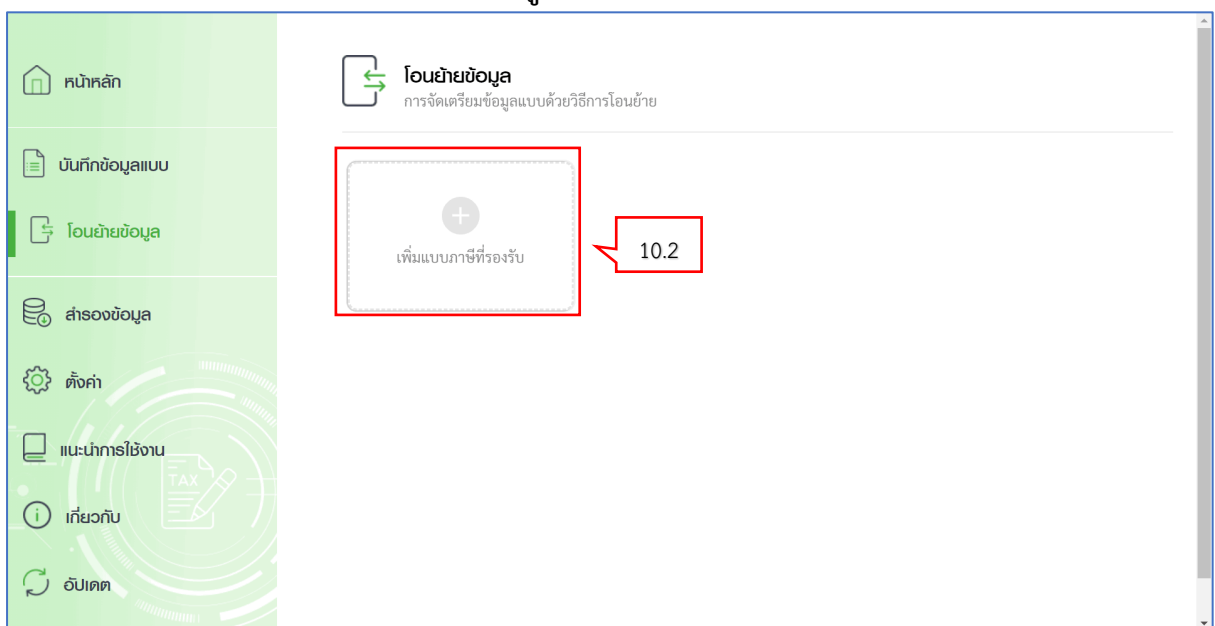 หน้าหลัก
บันทึกข้อมูลแบบ
โอนย้ายข้อมูล
สำรองข้อมูล
ตั้งค่า
แนะนำการใช้งาน
เกี่ยวกับ
อัปเดต
TAX
โอนย้ายข้อมูล
การจัดเตรียมข้อมูลแบบด้วยวิธีการโอนย้าย
เพิ่มแบบภาษีที่รองรับ
10.2